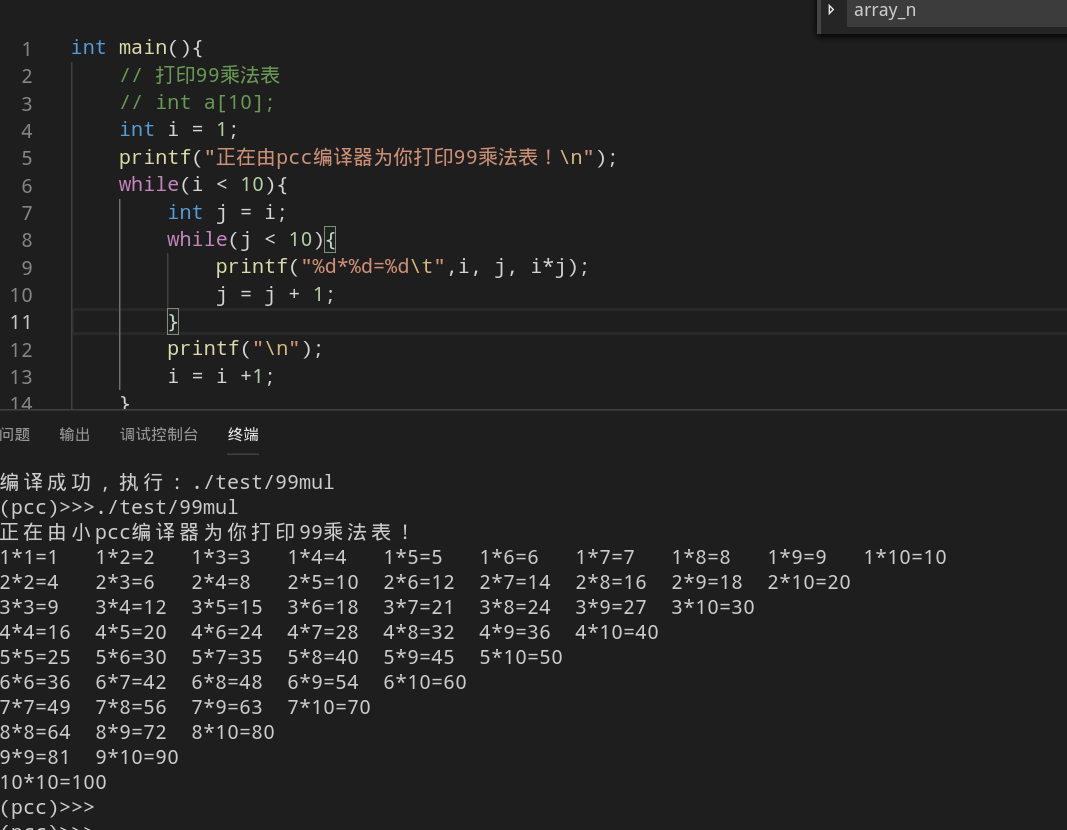 array_n
1 int main(){
2 // 打印99乘法表
3 // int a[10];
4 int i = 1;
5 printf("正在由pcc编译器为你打印99乘法表！\n");
6 while(i < 10){
7 int j = i;
8 while(j < 10){
9 printf("%d*%d=%d\t",i, j, i*j);
10 j = j + 1;
11 }
12 printf("\n");
13 i = i +1;
14 }
问题 输出 调试控制台 终端
编译成功，执行：./test/99mul
(pcc)>>>./test/99mul
正在由小pcc编译器为你打印99乘法表！
1*1=1 1*2=2 1*3=3 1*4=4 1*5=5 1*6=6 1*7=7 1*8=8 1*9=9 1*10=10
2*2=4 2*3=6 2*4=8 2*5=10 2*6=12 2*7=14 2*8=16 2*9=18 2*10=20
3*3=9 3*4=12 3*5=15 3*6=18 3*7=21 3*8=24 3*9=27 3*10=30
4*4=16 4*5=20 4*6=24 4*7=28 4*8=32 4*9=36 4*10=40
5*5=25 5*6=30 5*7=35 5*8=40 5*9=45 5*10=50
6*6=36 6*7=42 6*8=48 6*9=54 6*10=60
7*7=49 7*8=56 7*9=63 7*10=70
8*8=64 8*9=72 8*10=80
9*9=81 9*10=90
10*10=100
(pcc)>>>
(pcc)>>>